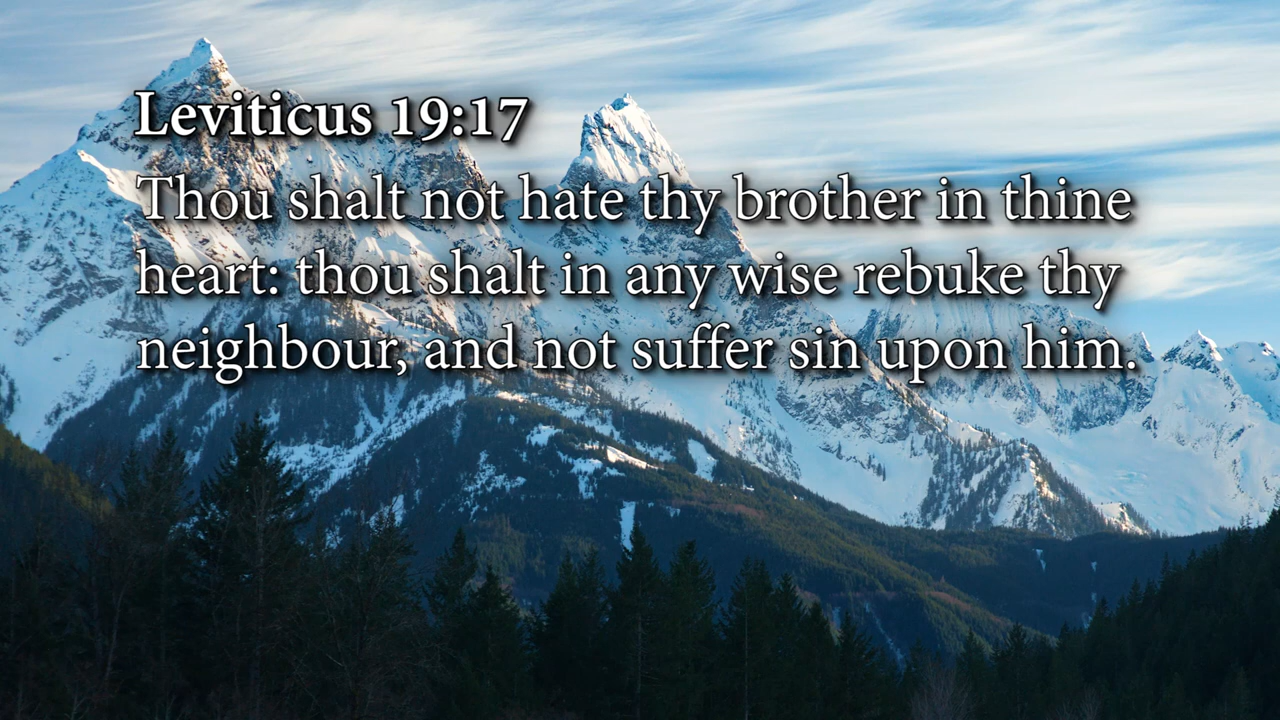 Leviticus 19:17
Thou shalt not hate thy brother in thine
heart: thou shalt in any wise rebuke thy
neighbour, and not suffer sin upon him.